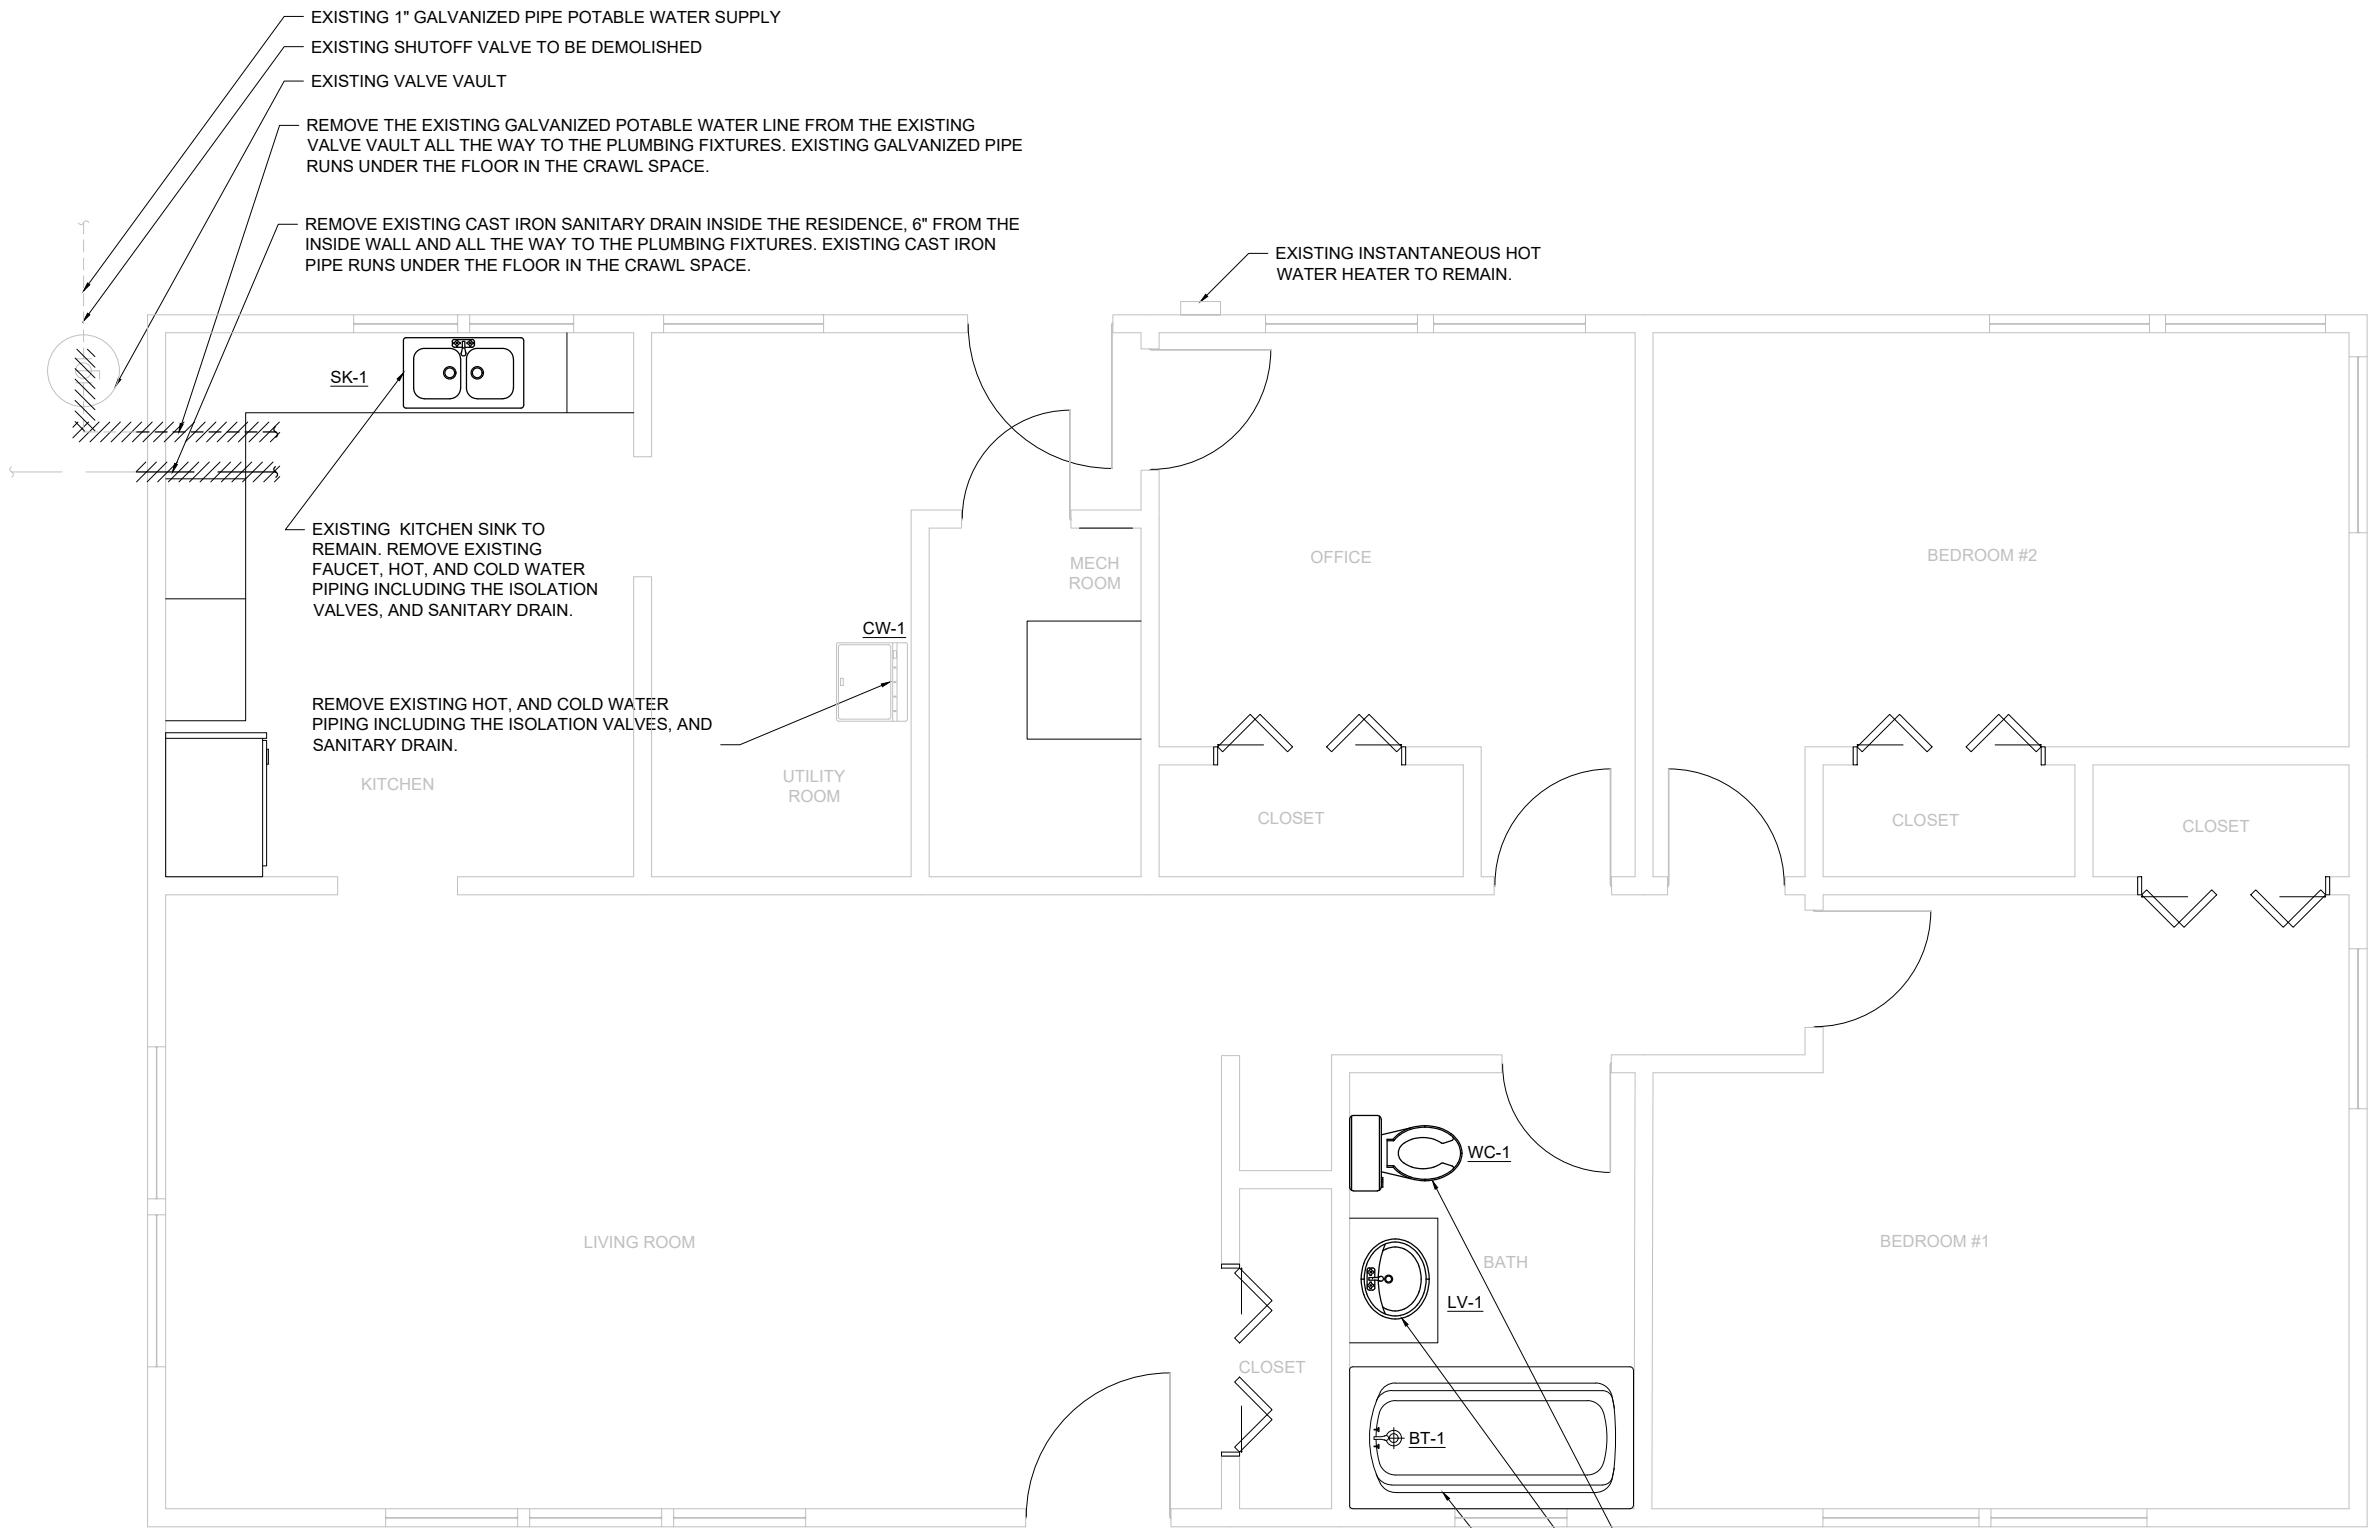 EXISTING 1" GALVANIZED PIPE POTABLE WATER SUPPLY
EXISTING SHUTOFF VALVE TO BE DEMOLISHED
EXISTING VALVE VAULT
REMOVE THE EXISTING GALVANIZED POTABLE WATER LINE FROM THE EXISTING
VALVE VAULT ALL THE WAY TO THE PLUMBING FIXTURES. EXISTING GALVANIZED PIPE
RUNS UNDER THE FLOOR IN THE CRAWL SPACE.
REMOVE EXISTING CAST IRON SANITARY DRAIN INSIDE THE RESIDENCE, 6" FROM THE
INSIDE WALL AND ALL THE WAY TO THE PLUMBING FIXTURES. EXISTING CAST IRON
PIPE RUNS UNDER THE FLOOR IN THE CRAWL SPACE.
EXISTING INSTANTANEOUS HOT
WATER HEATER TO REMAIN.
SK-1
EXISTING KITCHEN SINK TO
REMAIN. REMOVE EXISTING
FAUCET, HOT, AND COLD WATER
PIPING INCLUDING THE ISOLATION
VALVES, AND SANITARY DRAIN.
MECH
ROOM
OFFICE
BEDROOM #2
CW-1
REMOVE EXISTING HOT, AND COLD WATER
PIPING INCLUDING THE ISOLATION VALVES, AND
SANITARY DRAIN.
KITCHEN
UTILITY
ROOM
CLOSET
CLOSET
CLOSET
WC-1
LIVING ROOM
BATH
BEDROOM #1
LV-1
CLOSET
BT-1